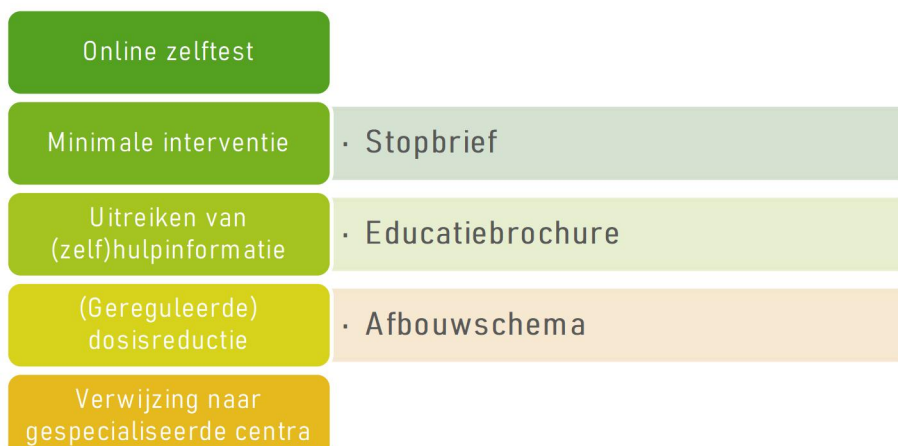 Online zelftest
Minimale interventie
· Stopbrief
Uitreiken van
(zelf)hulpinformatie
· Educatiebrochure
(Gereguleerde)
dosisreductie
· Afbouwschema
Verwijzing naar
gespecialiseerde centra